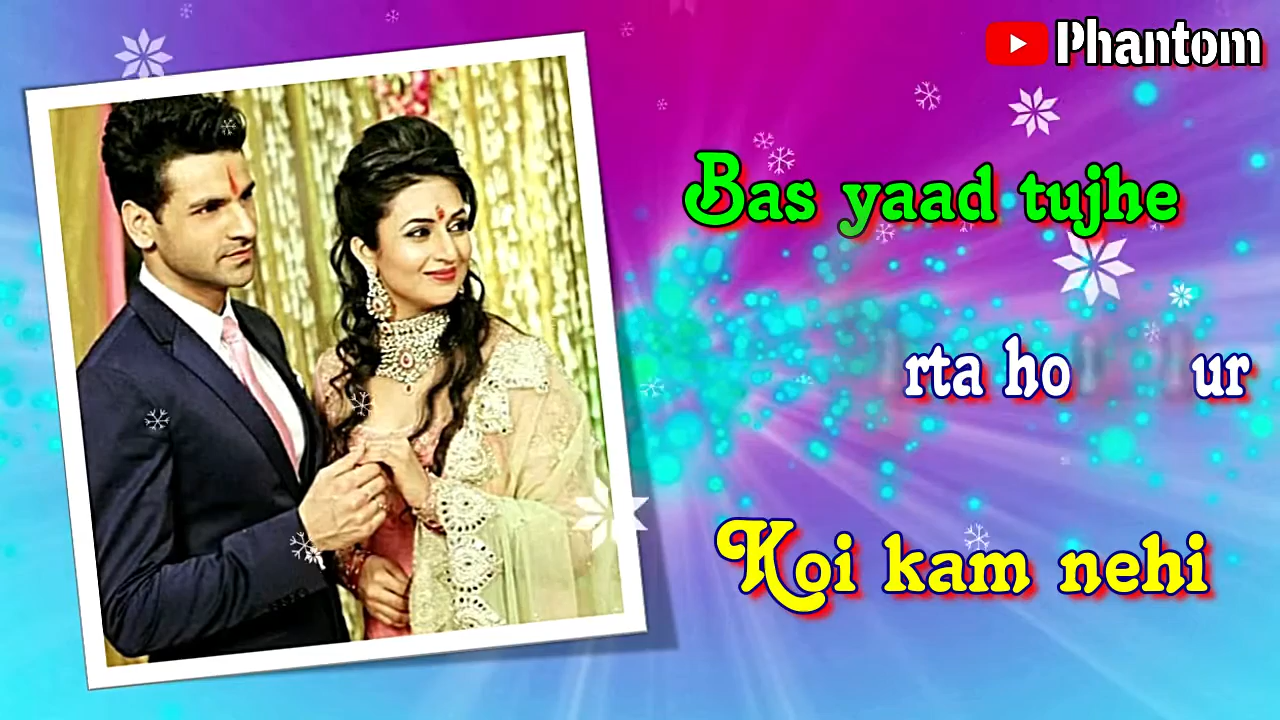 Phantom
Bas yaad tujhe
rta ho ur
Koi kam nehi